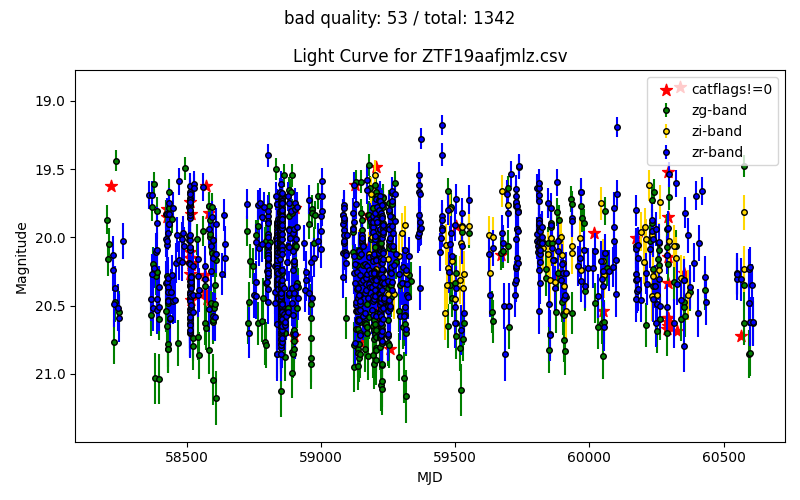 bad quality: 53 / total: 1342
Light Curve for ZTF19aafjmlz.csv
catflags!=0
zg-band
zi-band
zr-band
19.0
19.5
20.0
20.5
21.0
Magnitude
58500
59000
59500
60000
60500
MJD